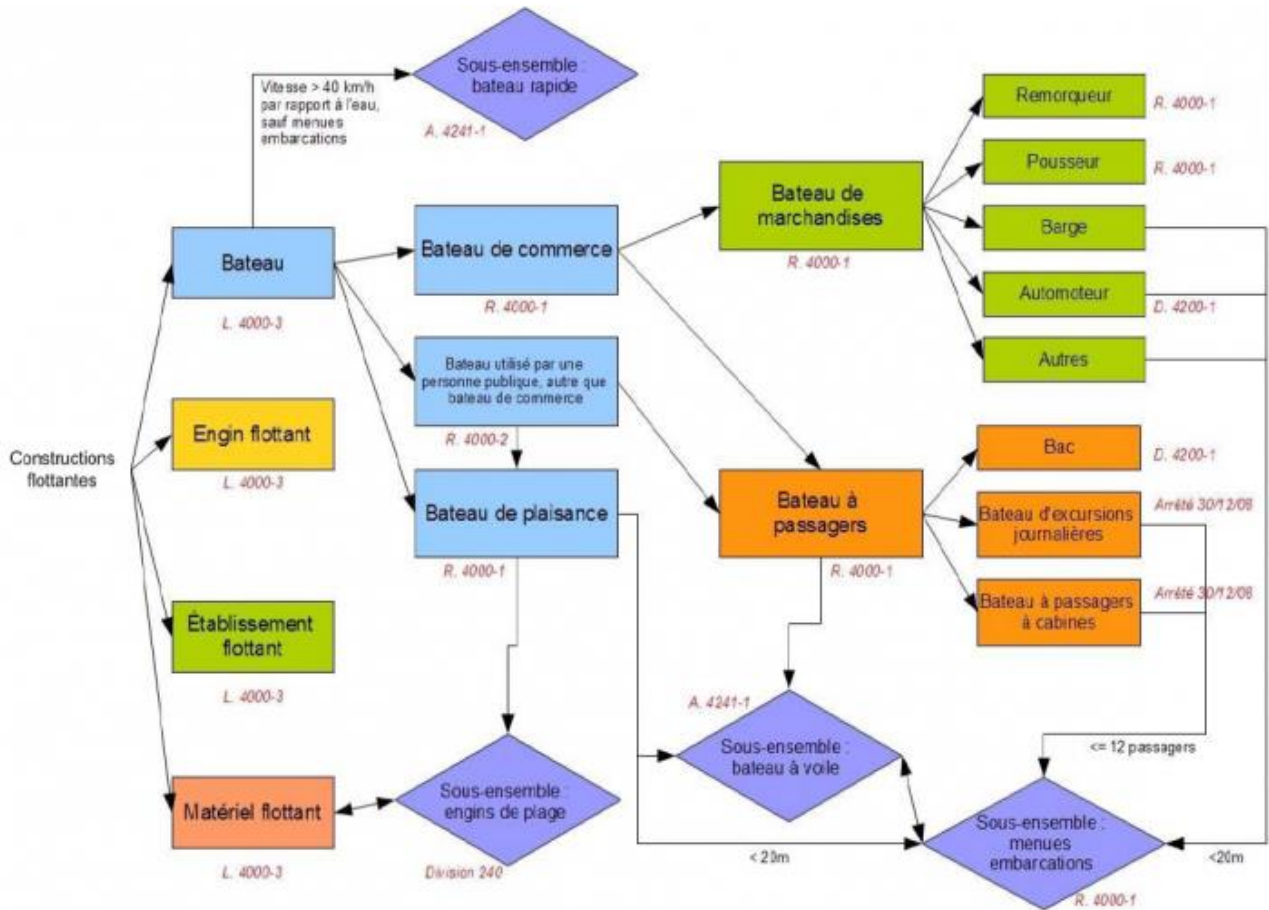 Sous-ensemble :
bateau rapide
Vitesse > 40 km/h
par rapport à l'eau,
sauf menues
embarcations
A. 4241-1
Remorqueur
R. 4000-1
Pousseur
R. 4000-1
Bateau de
marchandises
R. 4000-1
Barge
Automoteur
D. 4200-1
Autres
Bateau
L. 4000-3
Bateau de commerce
R. 4000-1
Bateau utilisé par une
personne publique, autre que
bateau de commerce
R. 4000-2
Engin flottant
L. 4000-3
Constructions
flottantes
Bateau de plaisance
R. 4000-1
Bateau à
passagers
R. 4000-1
Bac
D. 4200-1
Bateau d'excursions
journalières
Arrêté 30/12/08
Bateau à passagers
à cabines
Arrêté 30/12/08
Établissement
flottant
L. 4000-3
A. 4241-1
Sous-ensemble :
bateau à voile
<= 12 passagers
Matériel flottant
L. 4000-3
Sous-ensemble :
engins de plage
Division 240
< 20m
Sous-ensemble :
menues
embarcations
R. 4000-1
<20m